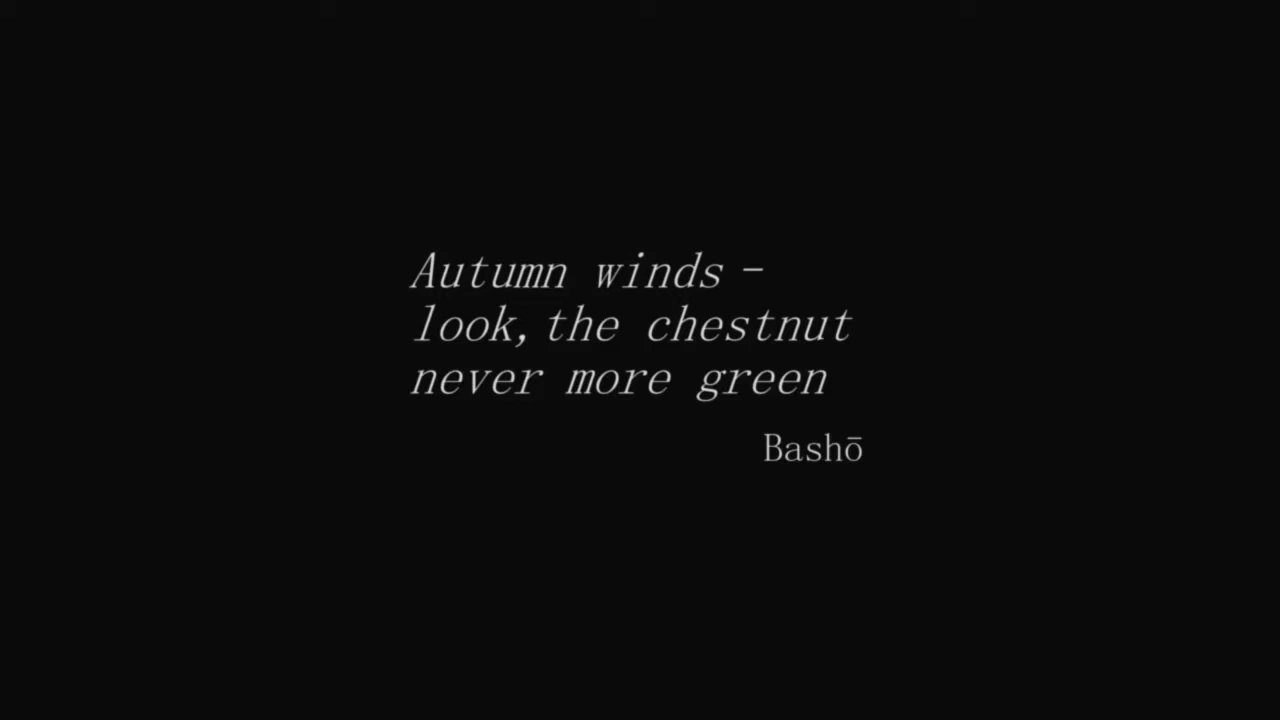 Autumn winds -
look, the chestnut
never more green
Bashō